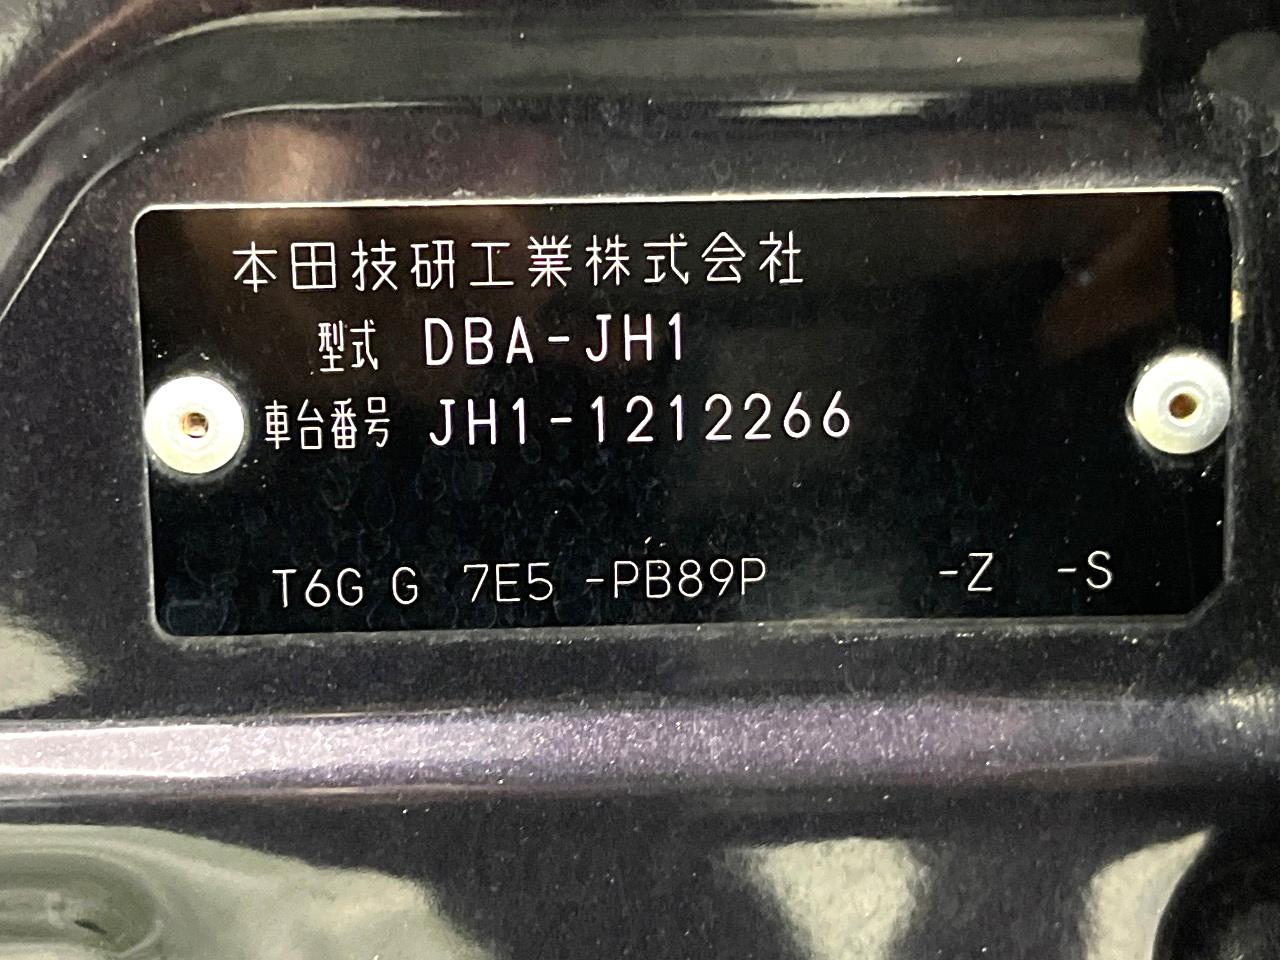 本田技研工業株式会社
型式 DBA-JH1
車台番号 JH1-1212266
T6G G 7E5 -PB89P -Z -S